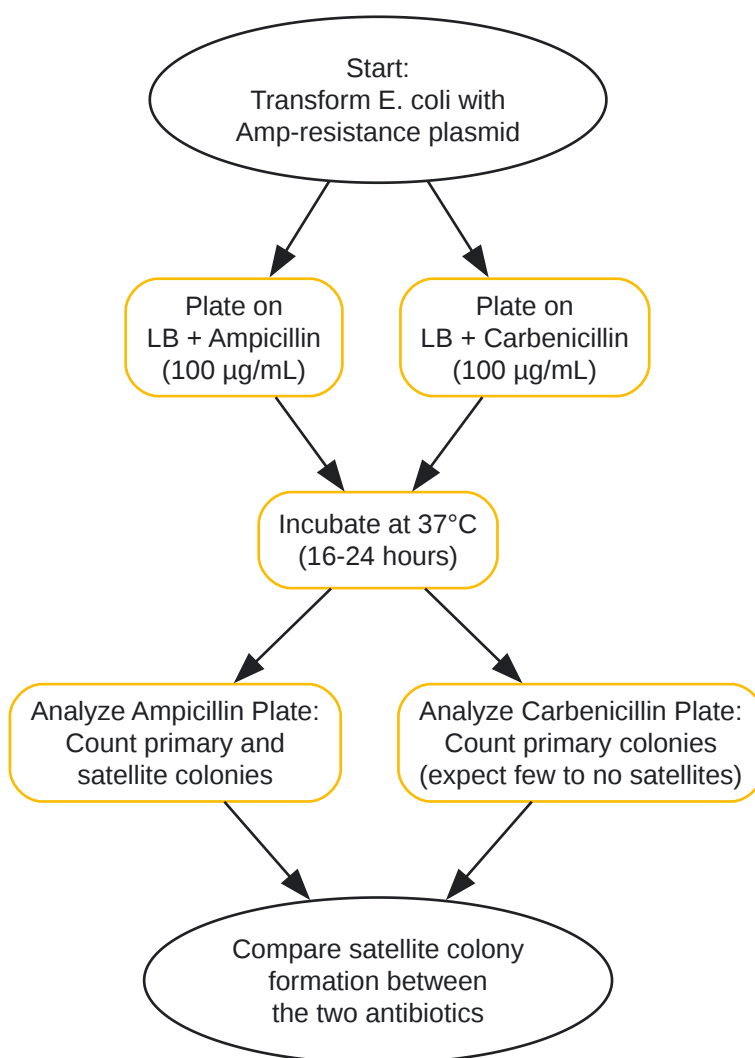 Start:
Transform E. coli with
Amp-resistance plasmid
Plate on
LB + Ampicillin
(100 µg/mL)
Plate on
LB + Carbenicillin
(100 µg/mL)
Incubate at 37°C
(16-24 hours)
Analyze Ampicillin Plate:
Count primary and
satellite colonies
Analyze Carbenicillin Plate:
Count primary colonies
(expect few to no satellites)
Compare satellite colony
formation between
the two antibiotics